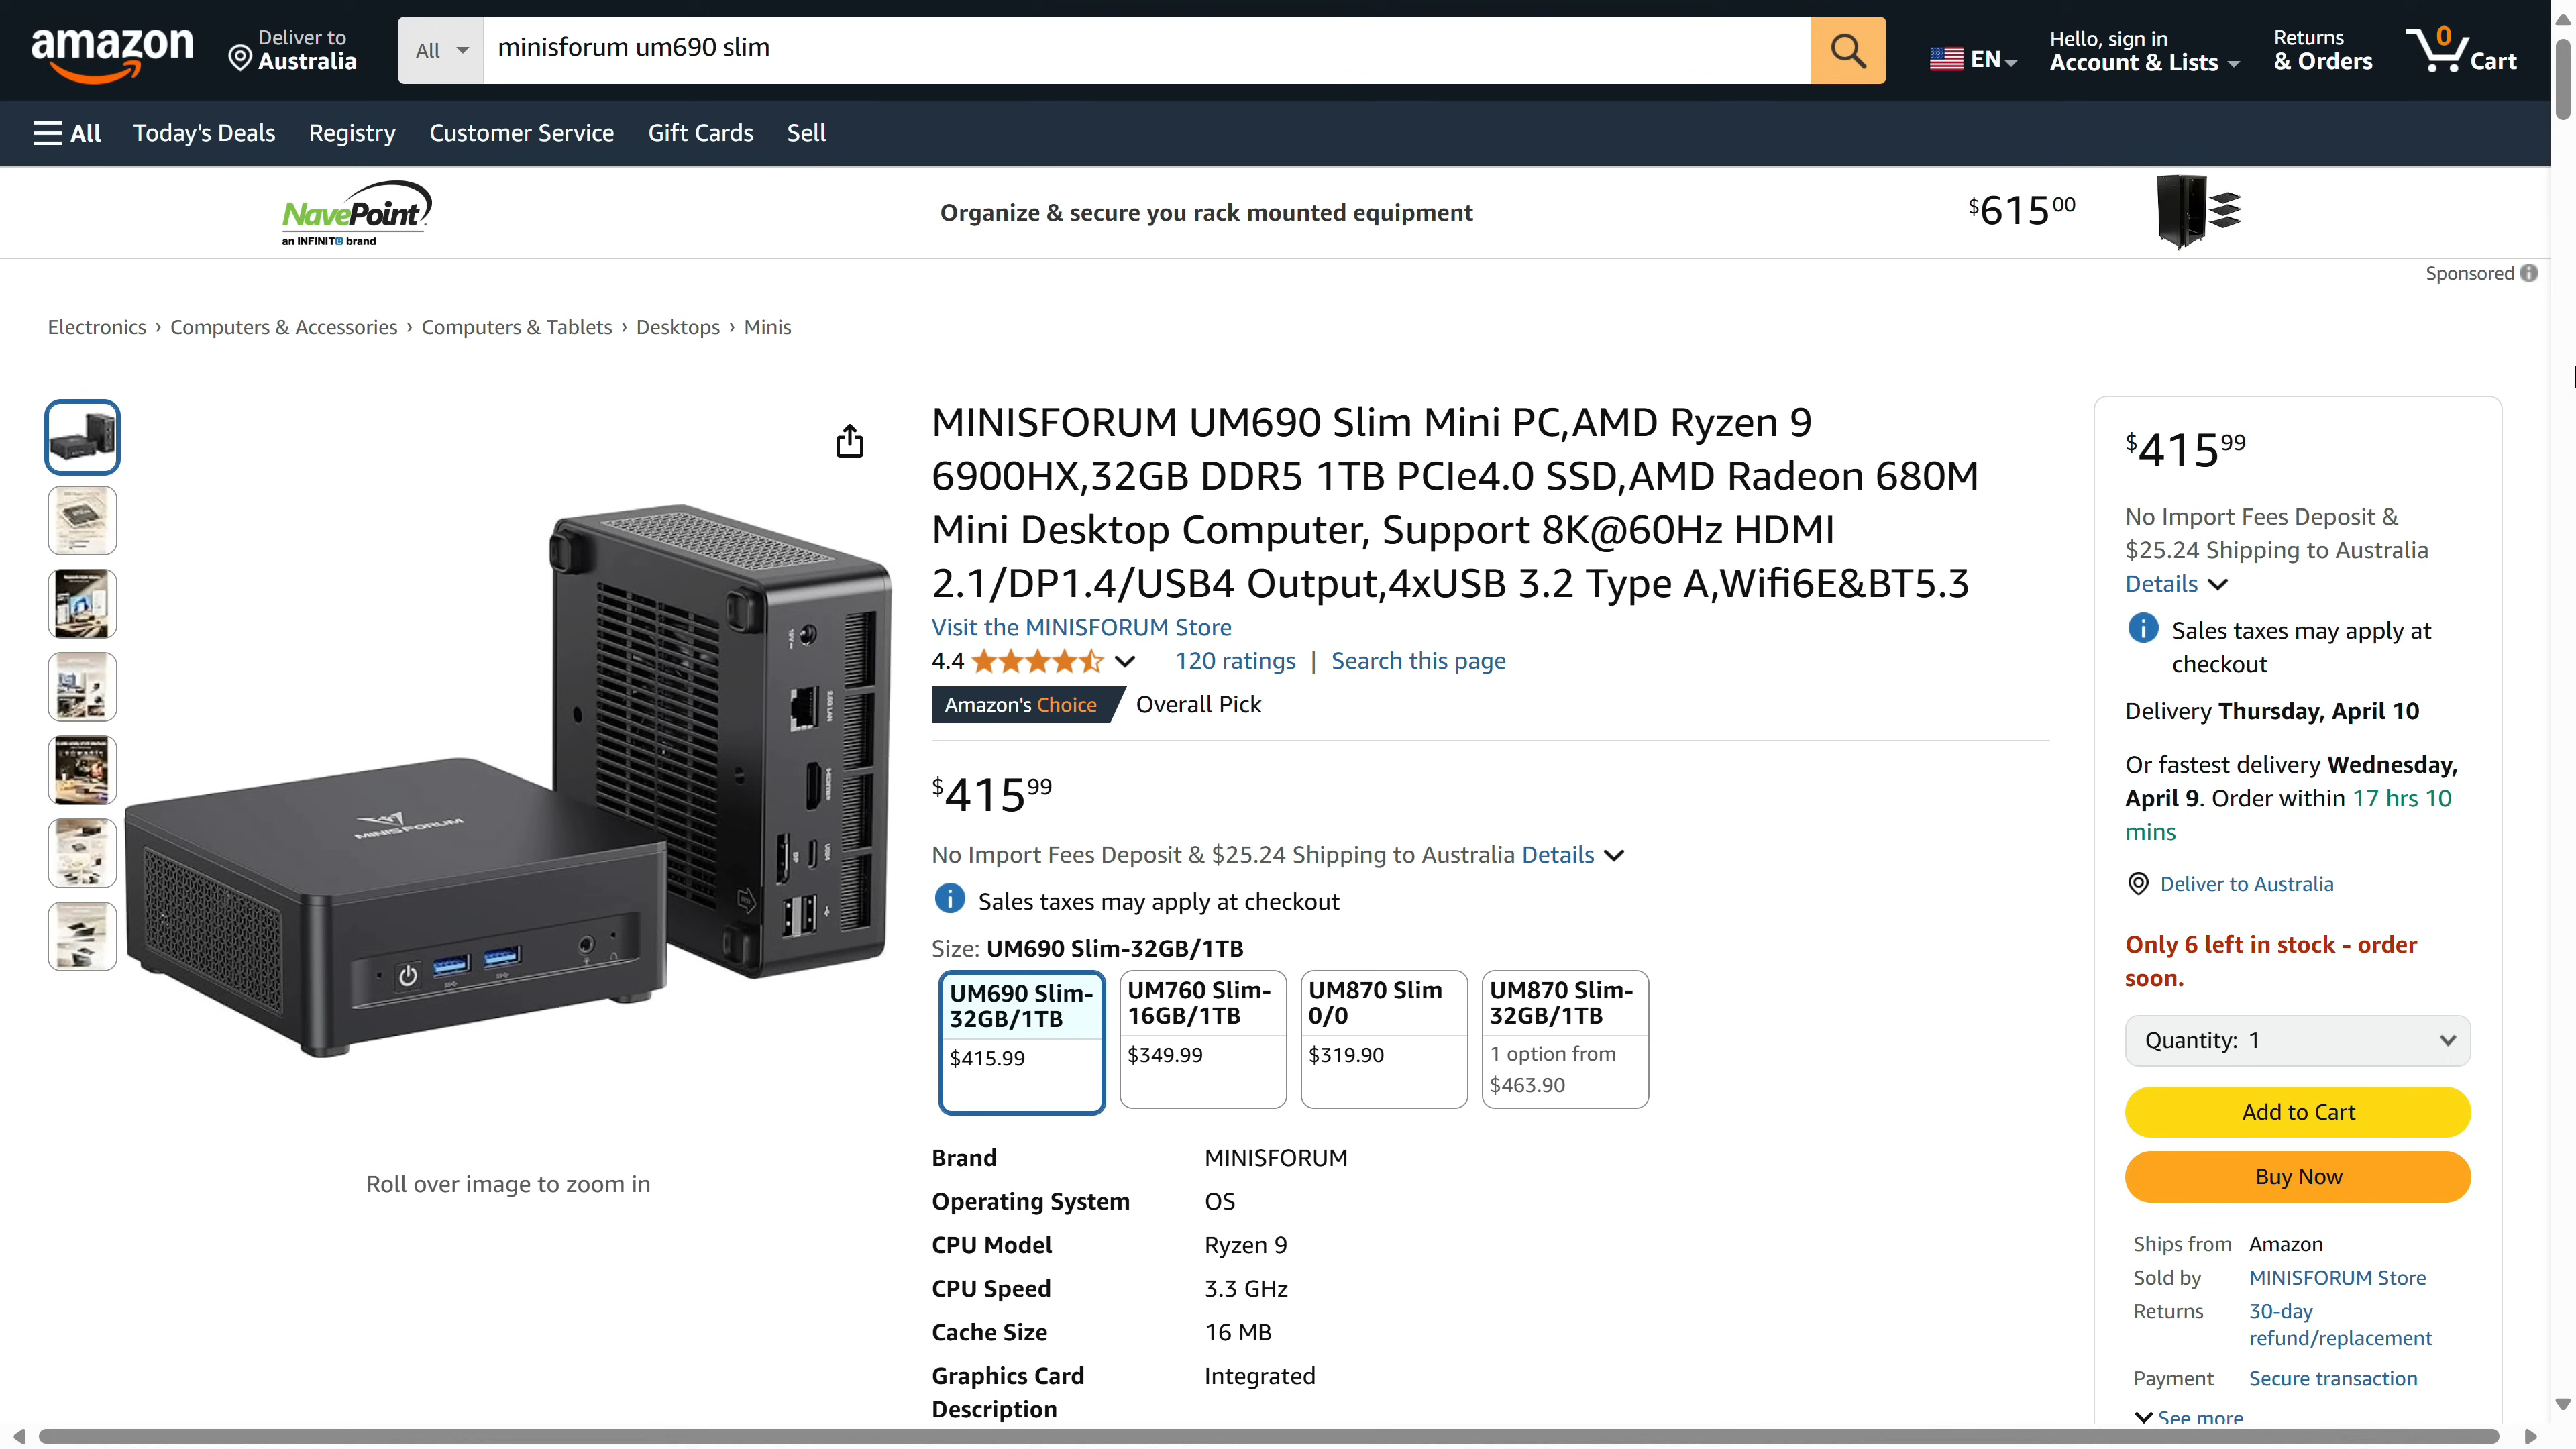 amazon
Deliver to
Australia
All
minisforum um690 slim
EN
Hello, sign in
Account & Lists
Returns
& Orders
0
Cart
All
Today's Deals
Registry
Customer Service
Gift Cards
Sell
NavePoint
an INFINITE brand
Organize & secure you rack mounted equipment
$615 00
Sponsored
Electronics › Computers & Accessories › Computers & Tablets › Desktops › Minis
MINISFORUM UM690 Slim Mini PC,AMD Ryzen 9
6900HX,32GB DDR5 1TB PCIe4.0 SSD,AMD Radeon 680M
Mini Desktop Computer, Support 8K@60Hz HDMI
2.1/DP1.4/USB4 Output,4xUSB 3.2 Type A,Wifi6E&BT5.3
Visit the MINISFORUM Store
4.4
120 ratings | Search this page
Amazon's Choice
Overall Pick
$415 99
No Import Fees Deposit & $25.24 Shipping to Australia Details
Sales taxes may apply at checkout
Size: UM690 Slim-32GB/1TB
UM690 Slim-
32GB/1TB
$415.99
UM760 Slim-
16GB/1TB
$349.99
UM870 Slim
0/0
$319.90
UM870 Slim-
32GB/1TB
1 option from
$463.90
Brand MINISFORUM
Operating System OS
CPU Model Ryzen 9
CPU Speed 3.3 GHz
Cache Size 16 MB
Graphics Card Integrated
Description
MINISFORUM
Roll over image to zoom in
$415 99
No Import Fees Deposit &
$25.24 Shipping to Australia
Details
Sales taxes may apply at
checkout
Delivery Thursday, April 10
Or fastest delivery Wednesday,
April 9. Order within 17 hrs 10
mins
Deliver to Australia
Only 6 left in stock - order
soon.
Quantity: 1
Add to Cart
Buy Now
Ships from Amazon
Sold by MINISFORUM Store
Returns 30-day
refund/replacement
Payment Secure transaction
See more